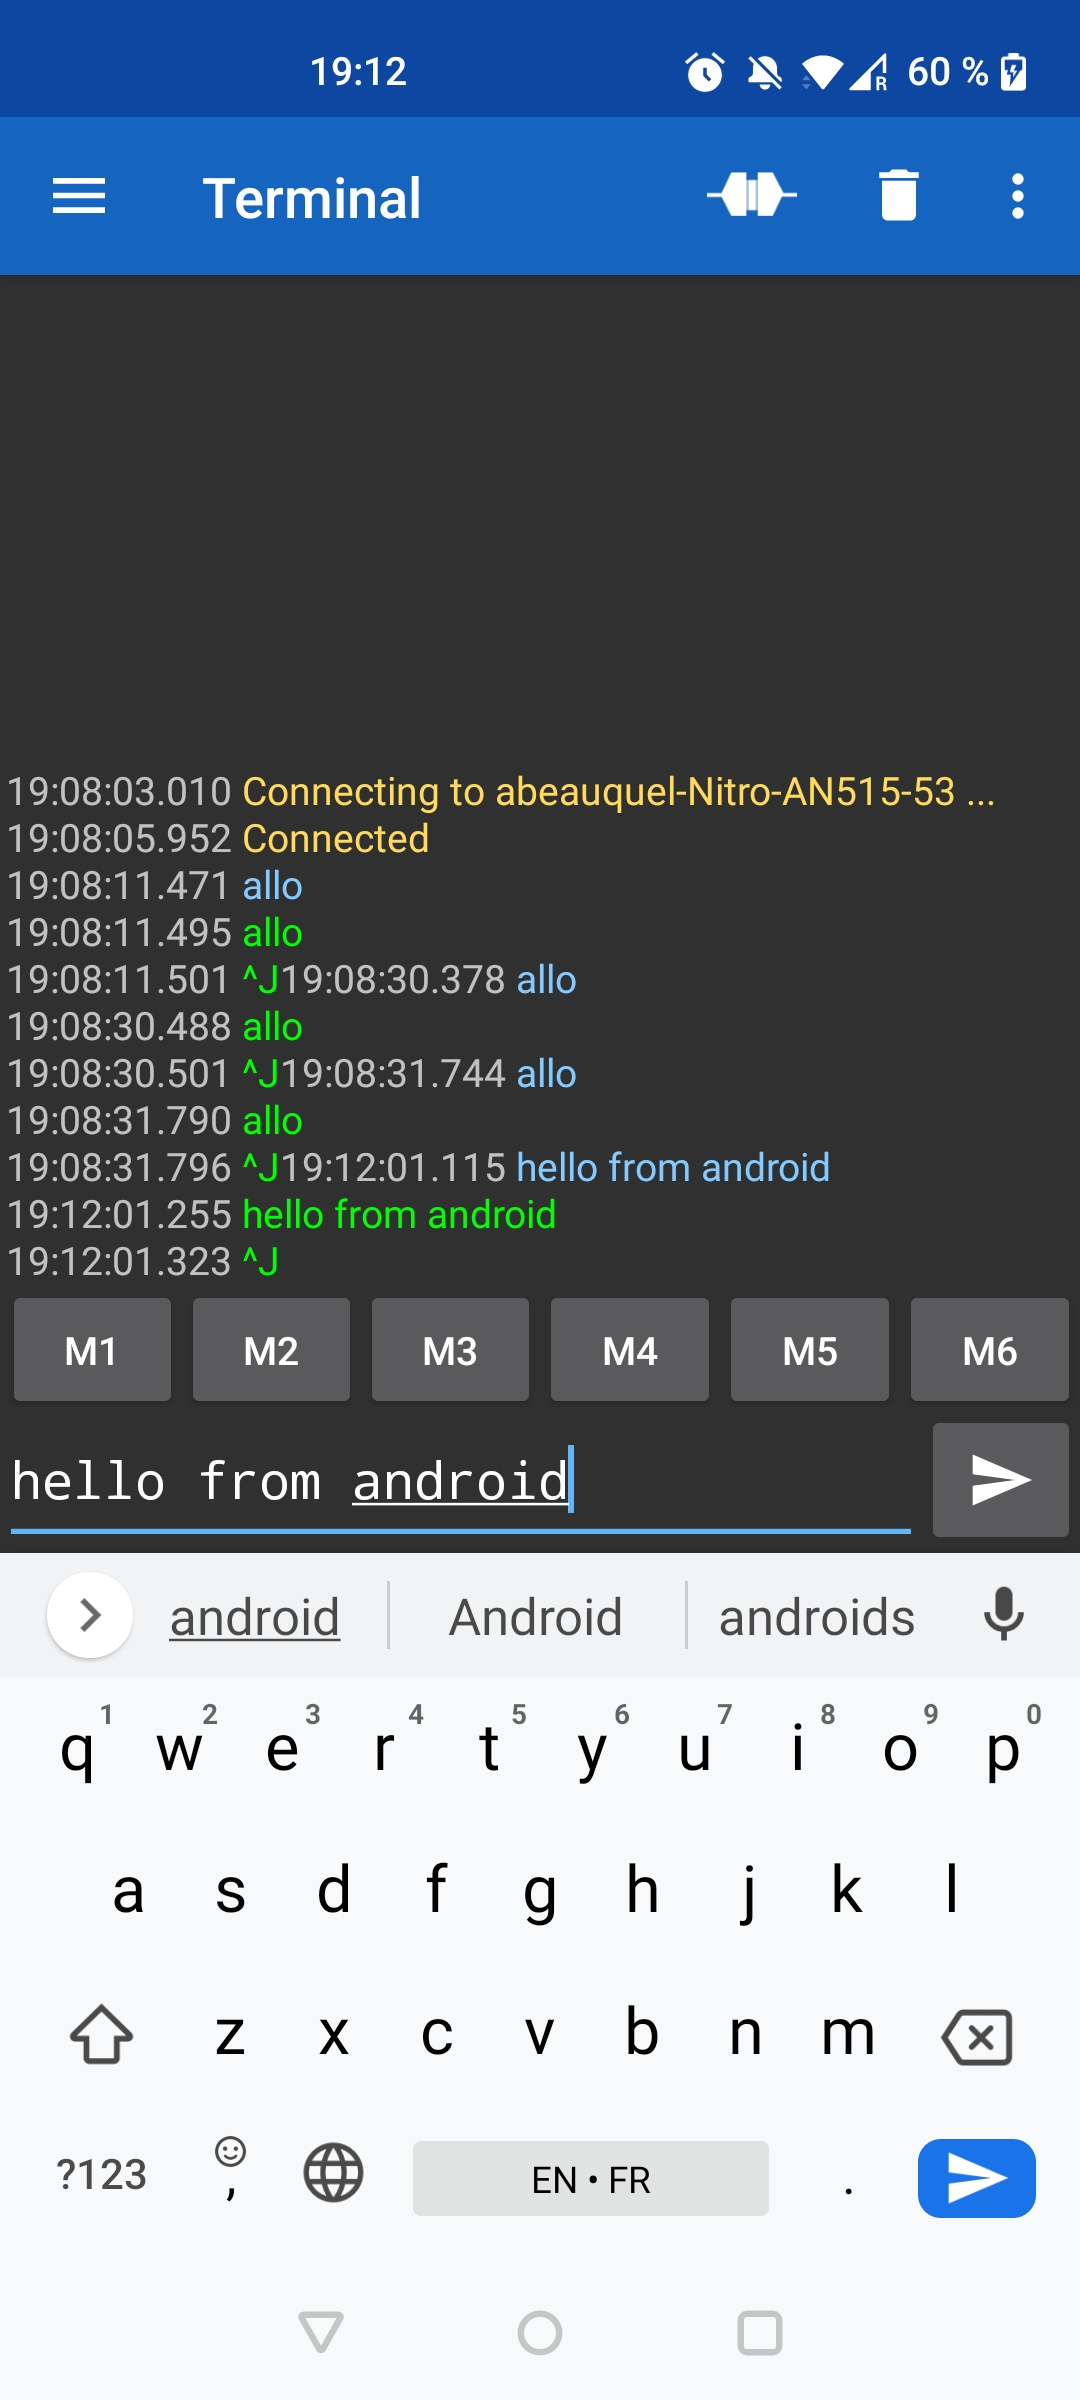 19:12
R
60 %
Terminal
19:08:03.010 Connecting to abeauquel-Nitro-AN515-53 ...
19:08:05.952 Connected
19:08:11.471 allo
19:08:11.495 allo
19:08:11.501 ^J19:08:30.378 allo
19:08:30.488 allo
19:08:30.501 ^J19:08:31.744 allo
19:08:31.790 allo
19:08:31.796 ^J19:12:01.115 hello from android
19:12:01.255 hello from android
19:12:01.323 ^J
M1 M2 M3 M4 M5 M6
hello from android
android Android androids
1 2 3 4 5 6 7 8 9 0
q w e r t y u i o p
a s d f g h j k l
z x c v b n m
?123 , EN • FR .